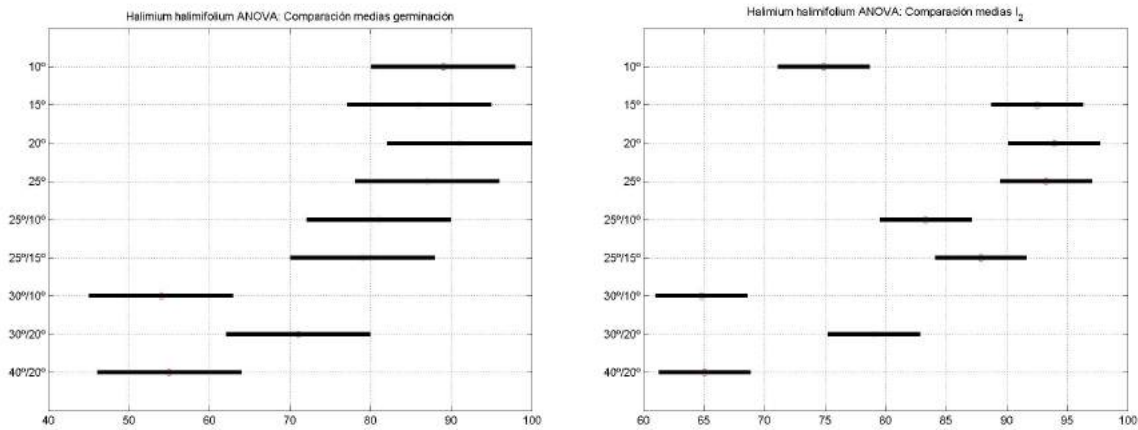 Halimium halimifolium ANOVA: Comparación medias germinación
10º
15º
20º
25º
25º/10º
25º/15º
30º/10º
30º/20º
40º/20º
40 50 60 70 80 90 100
Halimium halimifolium ANOVA: Comparación medias I2
10º
15º
20º
25º
25º/10º
25º/15º
30º/10º
30º/20º
40º/20º
60 65 70 75 80 85 90 95 100